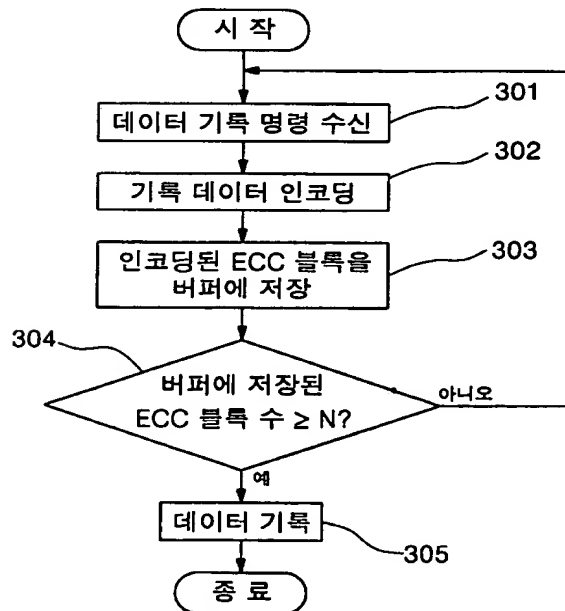 시 작
데이터 기록 명령 수신
301
기록 데이터 인코딩
302
인코딩된 ECC 블록을
버퍼에 저장
303
304
버퍼에 저장된
ECC 블록 수 ≥ N?
아니오
예
데이터 기록
305
종 료